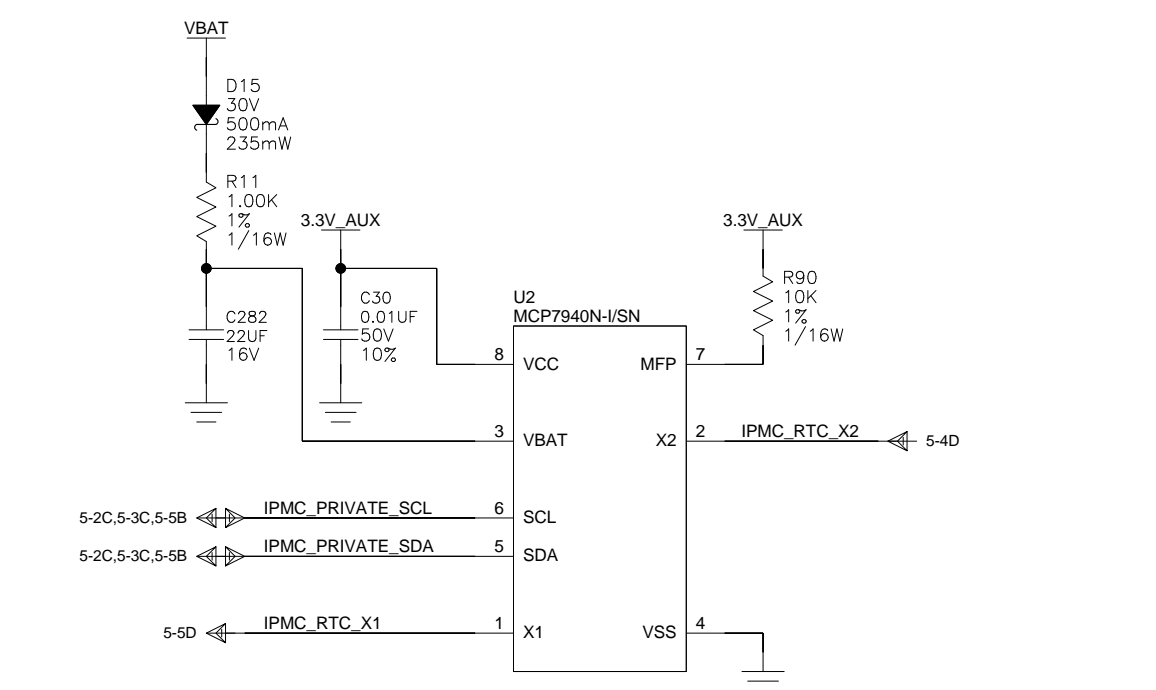 VBAT
D15
30V
500mA
235mW
R11
1.00K
1%
1/16W
3.3V_AUX
3.3V_AUX
C282
22UF
16V
C30
0.01UF
50V
10%
R90
10K
1%
1/16W
U2
MCP7940N-I/SN
8 VCC MFP 7
3 VBAT X2 2 IPMC_RTC_X2 5-4D
5-2C,5-3C,5-5B IPMC_PRIVATE_SCL 6 SCL
5-2C,5-3C,5-5B IPMC_PRIVATE_SDA 5 SDA
5-5D IPMC_RTC_X1 1 X1 VSS 4